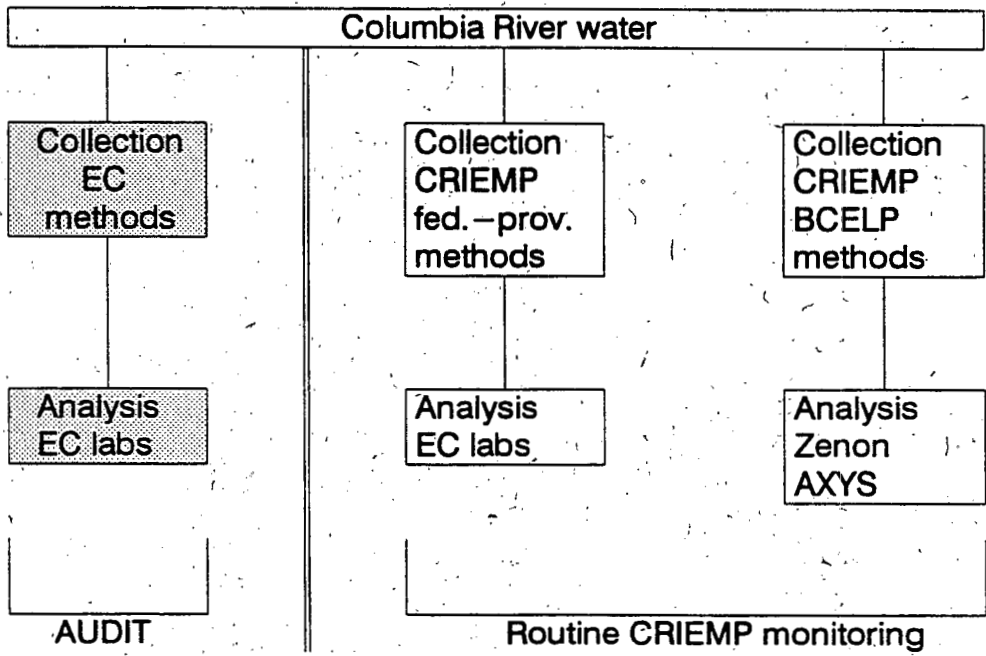 Columbia River water
Collection
EC
methods
Collection
CRIEMP
fed.–prov.
methods
Collection
CRIEMP
BCELP
methods
Analysis
EC labs
Analysis
EC labs
Analysis
Zenon
AXYS
AUDIT
Routine CRIEMP monitoring